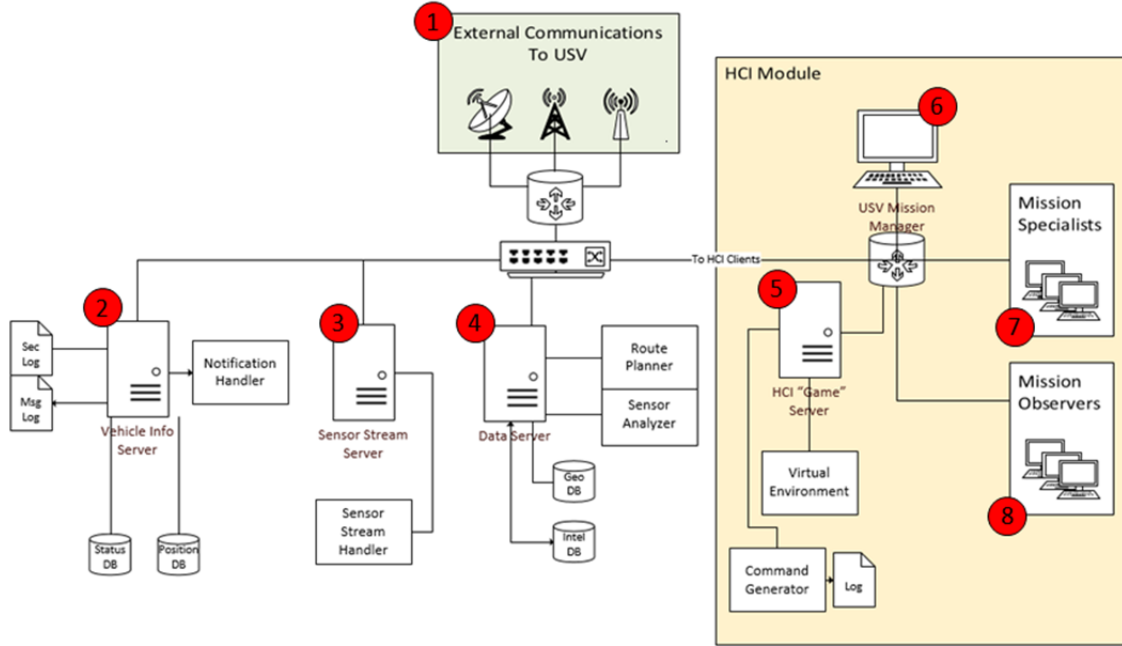 1
External Communications
To USV
HCI Module
6
USV Mission
Manager
Mission
Specialists
7
To HCI Clients
2
Sec
Log
Msg
Log
Notification
Handler
Vehicle Info
Server
Status
DB
Position
DB
3
Sensor Stream
Server
Sensor
Stream
Handler
4
Route
Planner
Sensor
Analyzer
Data Server
Geo
DB
Intel
DB
5
HCI “Game”
Server
Virtual
Environment
Command
Generator
Log
Mission
Observers
8